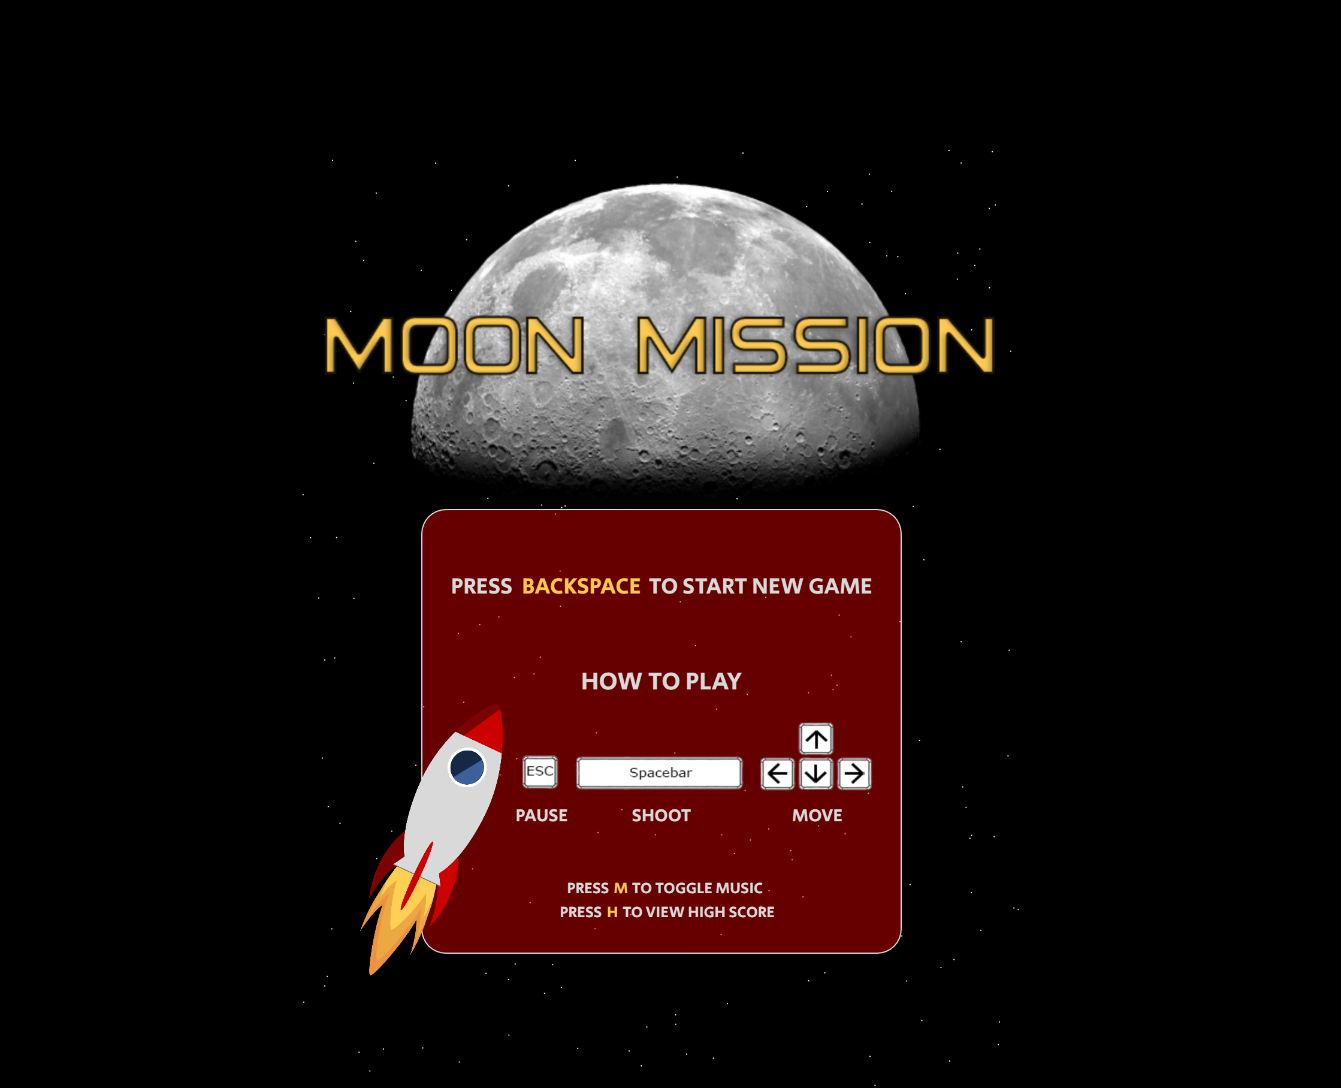 MOON MISSION
PRESS BACKSPACE TO START NEW GAME
HOW TO PLAY
ESC Spacebar
PAUSE SHOOT MOVE
PRESS M TO TOGGLE MUSIC
PRESS H TO VIEW HIGH SCORE